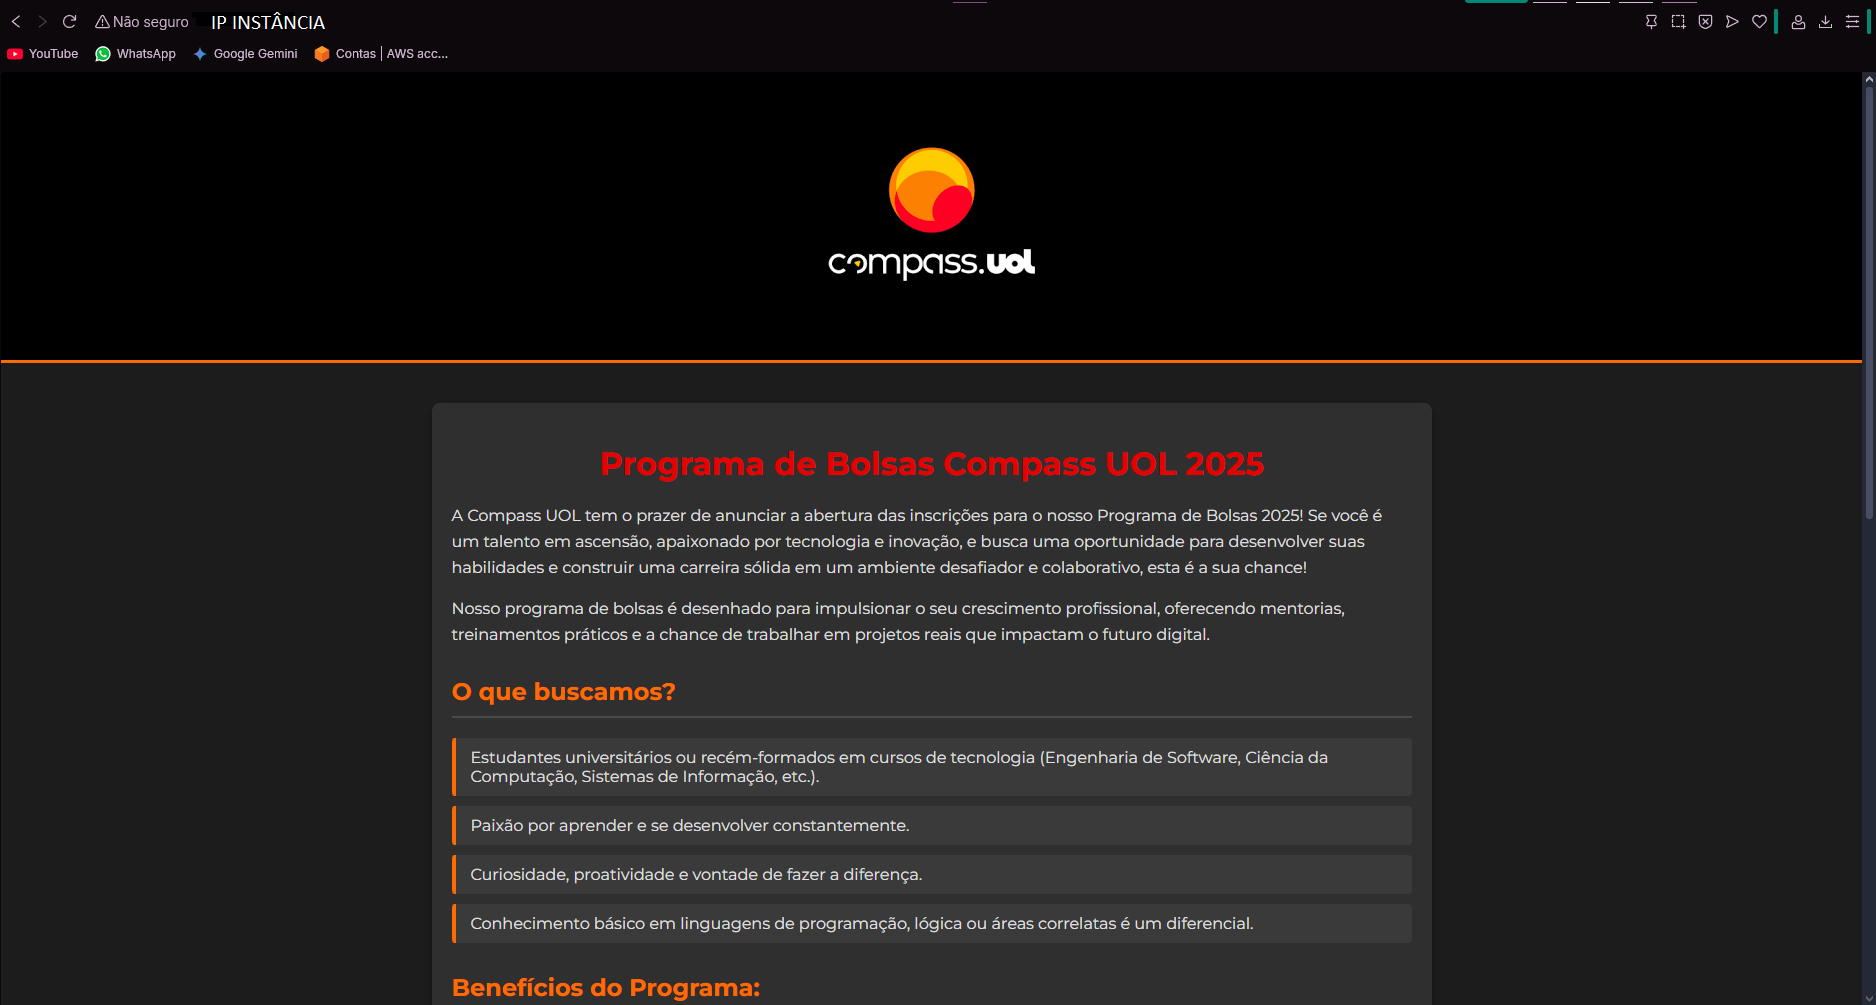 Não seguro IP INSTÂNCIA
YouTube WhatsApp Google Gemini Contas | AWS acc...
compass.uol
Programa de Bolsas Compass UOL 2025
A Compass UOL tem o prazer de anunciar a abertura das inscrições para o nosso Programa de Bolsas 2025! Se você é
um talento em ascensão, apaixonado por tecnologia e inovação, e busca uma oportunidade para desenvolver suas
habilidades e construir uma carreira sólida em um ambiente desafiador e colaborativo, esta é a sua chance!
Nosso programa de bolsas é desenhado para impulsionar o seu crescimento profissional, oferecendo mentorias,
treinamentos práticos e a chance de trabalhar em projetos reais que impactam o futuro digital.
O que buscamos?
Estudantes universitários ou recém-formados em cursos de tecnologia (Engenharia de Software, Ciência da
Computação, Sistemas de Informação, etc.).
Paixão por aprender e se desenvolver constantemente.
Curiosidade, proatividade e vontade de fazer a diferença.
Conhecimento básico em linguagens de programação, lógica ou áreas correlatas é um diferencial.
Benefícios do Programa: